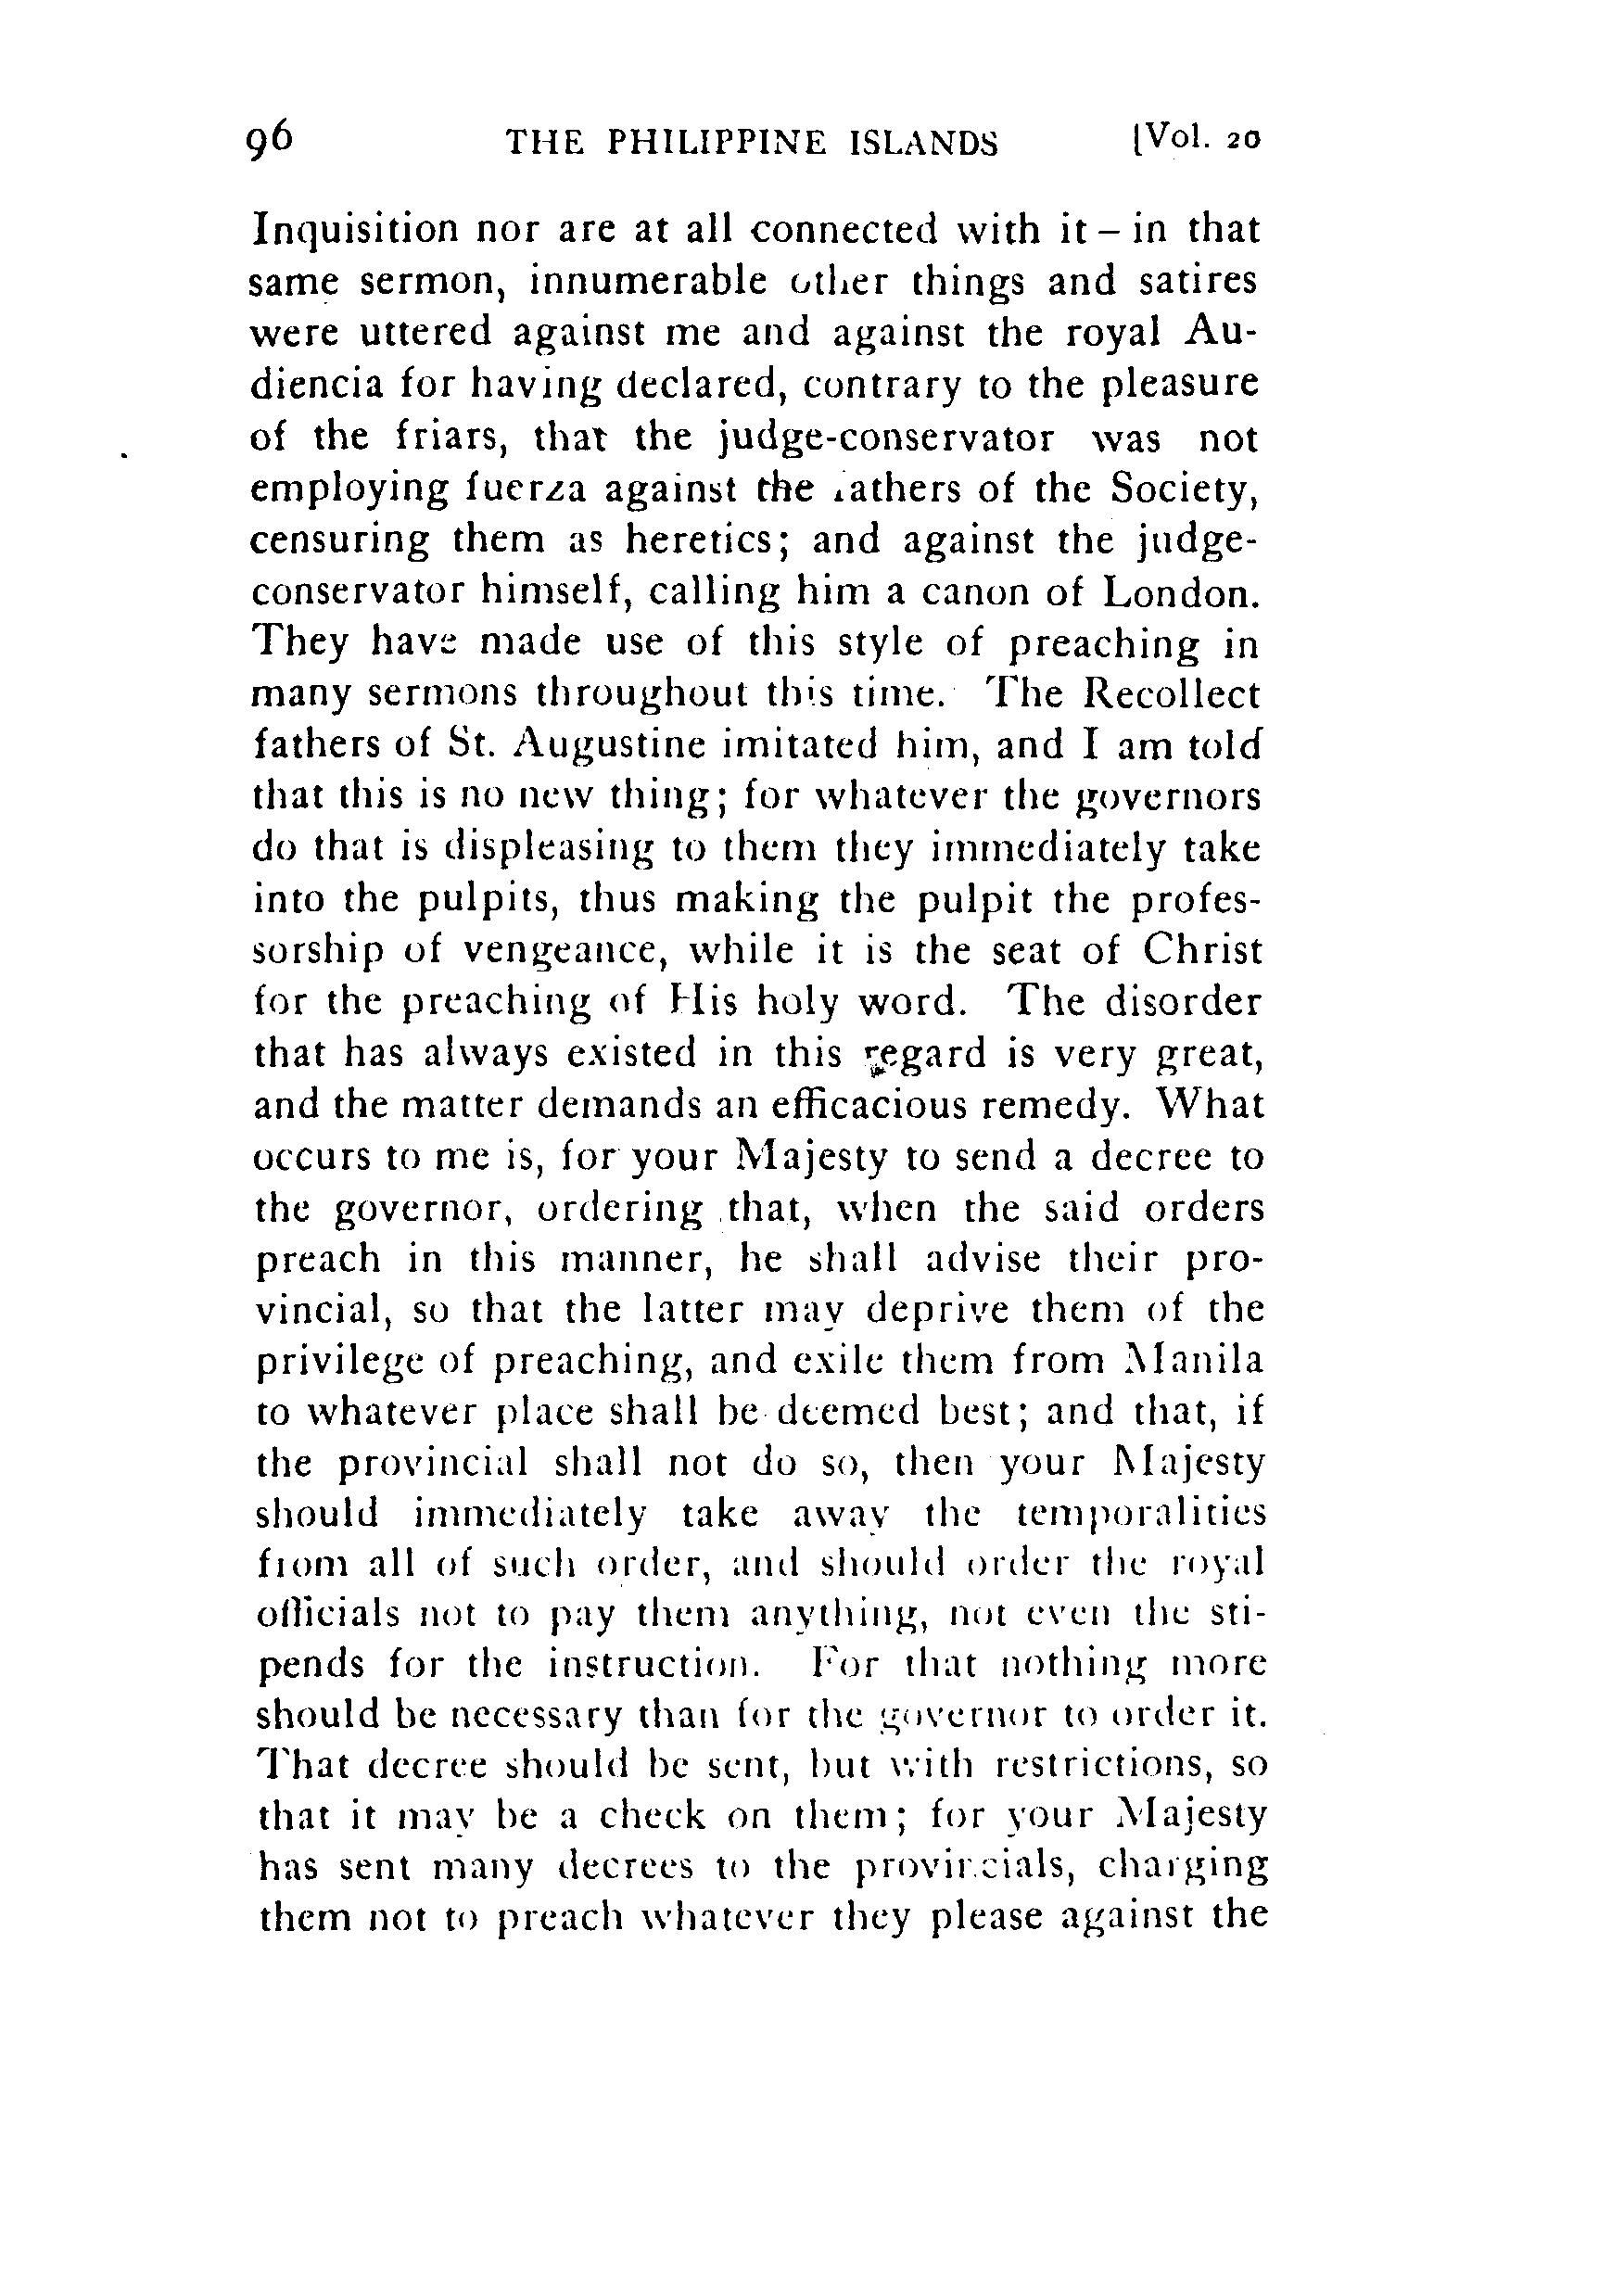 96 THE PHILIPPINE ISLANDS [Vol. 20
Inquisition nor are at all connected with it – in that
same sermon, innumerable other things and satires
were uttered against me and against the royal Au-
diencia for having declared, contrary to the pleasure
of the friars, that the judge-conservator was not
employing fuerza against the fathers of the Society,
censuring them as heretics; and against the judge-
conservator himself, calling him a canon of London.
They have made use of this style of preaching in
many sermons throughout this time. The Recollect
fathers of St. Augustine imitated him, and I am told
that this is no new thing; for whatever the governors
do that is displeasing to them they immediately take
into the pulpits, thus making the pulpit the profes-
sorship of vengeance, while it is the seat of Christ
for the preaching of His holy word. The disorder
that has always existed in this regard is very great,
and the matter demands an efficacious remedy. What
occurs to me is, for your Majesty to send a decree to
the governor, ordering that, when the said orders
preach in this manner, he shall advise their pro-
vincial, so that the latter may deprive them of the
privilege of preaching, and exile them from Manila
to whatever place shall be deemed best; and that, if
the provincial shall not do so, then your Majesty
should immediately take away the temporalities
from all of such order, and should order the royal
officials not to pay them anything, not even the sti-
pends for the instruction. For that nothing more
should be necessary than for the governor to order it.
That decree should be sent, but with restrictions, so
that it may be a check on them; for your Majesty
has sent many decrees to the provincials, charging
them not to preach whatever they please against the